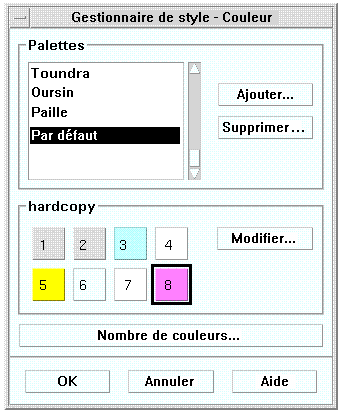 Gestionnaire de style - Couleur
Palettes
Toundra
Oursin
Paille
Par défaut
Ajouter...
Supprimer...
hardcopy
1 2 3 4
Modifier...
5 6 7 8
Nombre de couleurs...
OK Annuler Aide